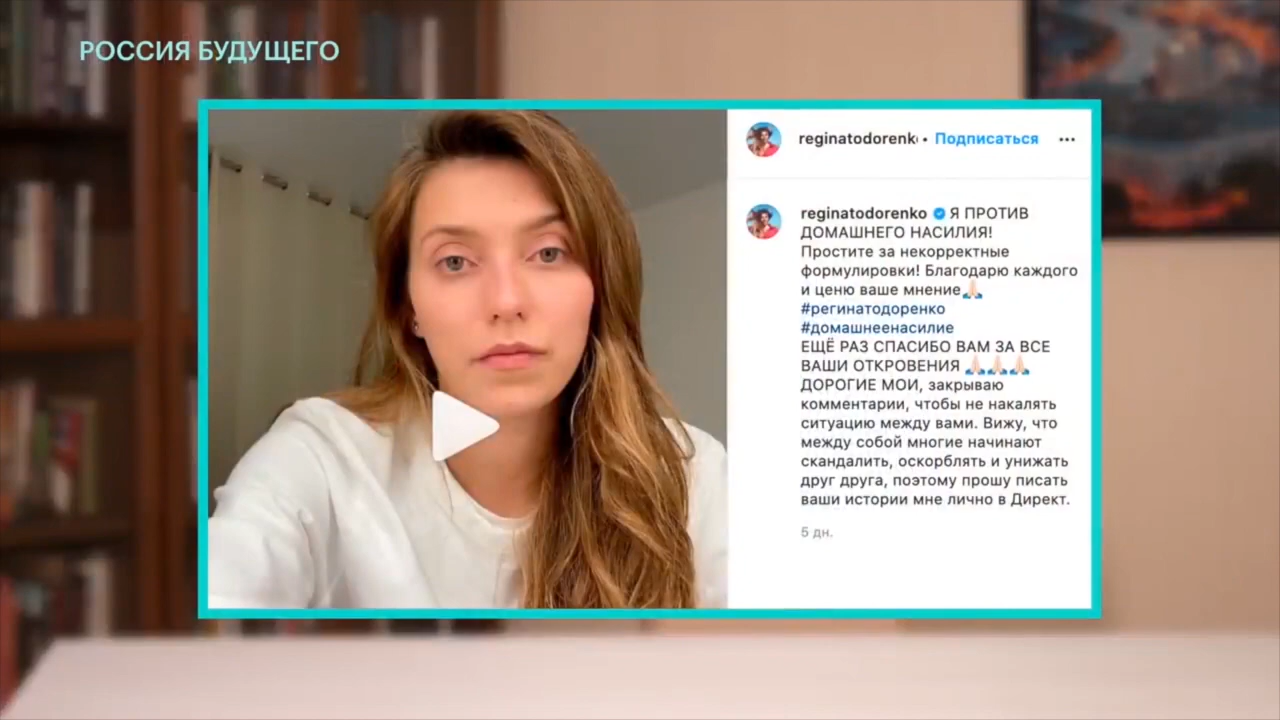 РОССИЯ БУДУЩЕГО
reginatodorenk • Подписаться
reginatodorenko Я ПРОТИВ
ДОМАШНЕГО НАСИЛИЯ!
Простите за некорректные
формулировки! Благодарю каждого
и ценю ваше мнение🙏🏻
#регинатодоренко
#домашнеенасилие
ЕЩЁ РАЗ СПАСИБО ВАМ ЗА ВСЕ
ВАШИ ОТКРОВЕНИЯ 🙏🏻🙏🏻🙏🏻
ДОРОГИЕ МОИ, закрываю
комментарии, чтобы не накалять
ситуацию между вами. Вижу, что
между собой многие начинают
скандалить, оскорблять и унижать
друг друга, поэтому прошу писать
ваши истории мне лично в Директ.
5 дн.